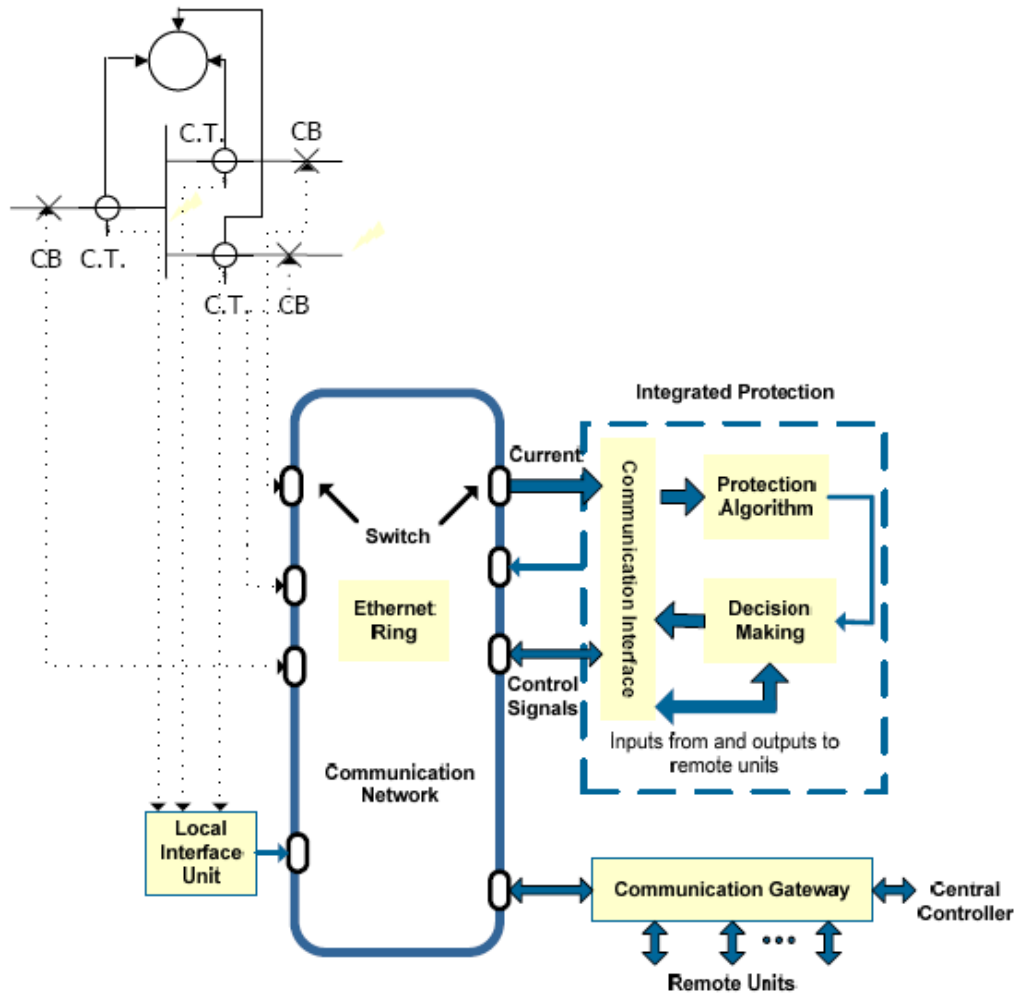 C.T.
CB
CB
C.T.
C.T.
CB
Integrated Protection
Current
Communication Interface
Protection
Algorithm
Switch
Ethernet
Ring
Decision
Making
Control
Signals
Inputs from and outputs to
remote units
Communication
Network
Local
Interface
Unit
Communication Gateway
Central
Controller
Remote Units